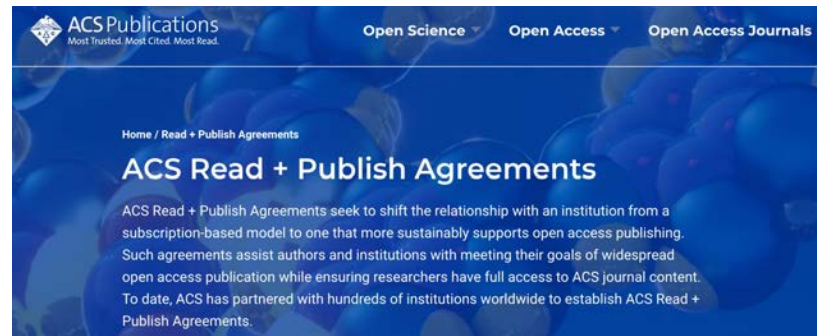 ACS Publications
Most Trusted. Most Cited. Most Read.
Open Science Open Access Open Access Journals
Home / Read + Publish Agreements
ACS Read + Publish Agreements
ACS Read + Publish Agreements seek to shift the relationship with an institution from a
subscription-based model to one that more sustainably supports open access publishing.
Such agreements assist authors and institutions with meeting their goals of widespread
open access publication while ensuring researchers have full access to ACS journal content.
To date, ACS has partnered with hundreds of institutions worldwide to establish ACS Read +
Publish Agreements.